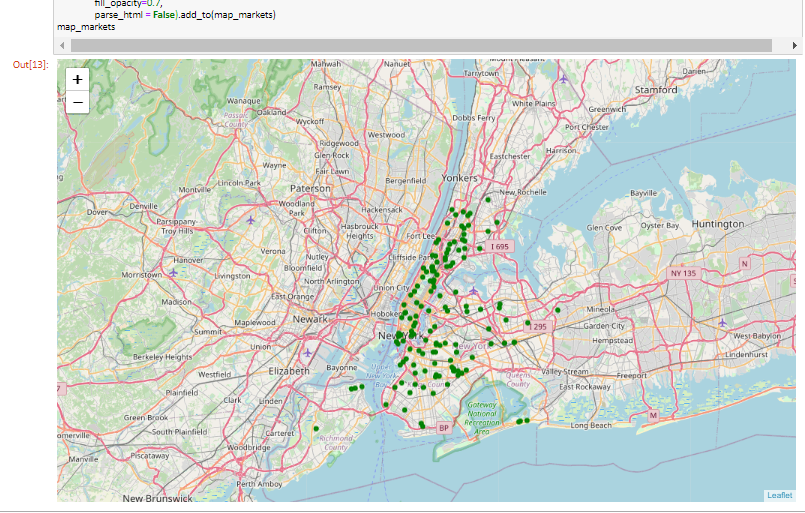 fill_opacity=0.7,
parse_html = False).add_to(map_markets)
map_markets
Out[13]:
+
−
Mahwah
Nanuet
Tarrytown
Darien
Ramsey
Stamford
Wanaque
White Plains
Oakland
Passaic
County
Wyckoff
Dobbs Ferry
Greenwich
Port Chester
Westwood
Ridgewood
Glen Rock
Eastchester
Harrison
Wayne
Fair Lawn
Bergenfield
Yonkers
Lincoln Park
Montville
Paterson
New Rochelle
Bayville
Denville
Woodland
Park
Hackensack
Dover
Parsippany-
Troy Hills
Clifton
Hasbrouck
Heights
Fort Lee
Glen Cove
Oyster Bay
Huntington
Hanover
Verona
Nutley
Cliffside Park
I 695
Morristown
Livingston
Bloomfield
North Arlington
NY 135
N
Madison
East Orange
Union City
Maplewood
Newark
Hoboken
Mineola
Summit
I 295
Garden City
West Babylon
Union
Hempstead
Berkeley Heights
Lindenhurst
Elizabeth
Bayonne
Westfield
Queens
County
Valley Stream
Freeport
East Rockaway
Plainfield
Clark
Linden
Gateway
National
Recreation
Area
M
Green Brook
South Plainfield
Carteret
Richmond
County
BP
Long Beach
Woodbridge
Manville
Piscataway
Perth Amboy
New Brunswick
Leaflet